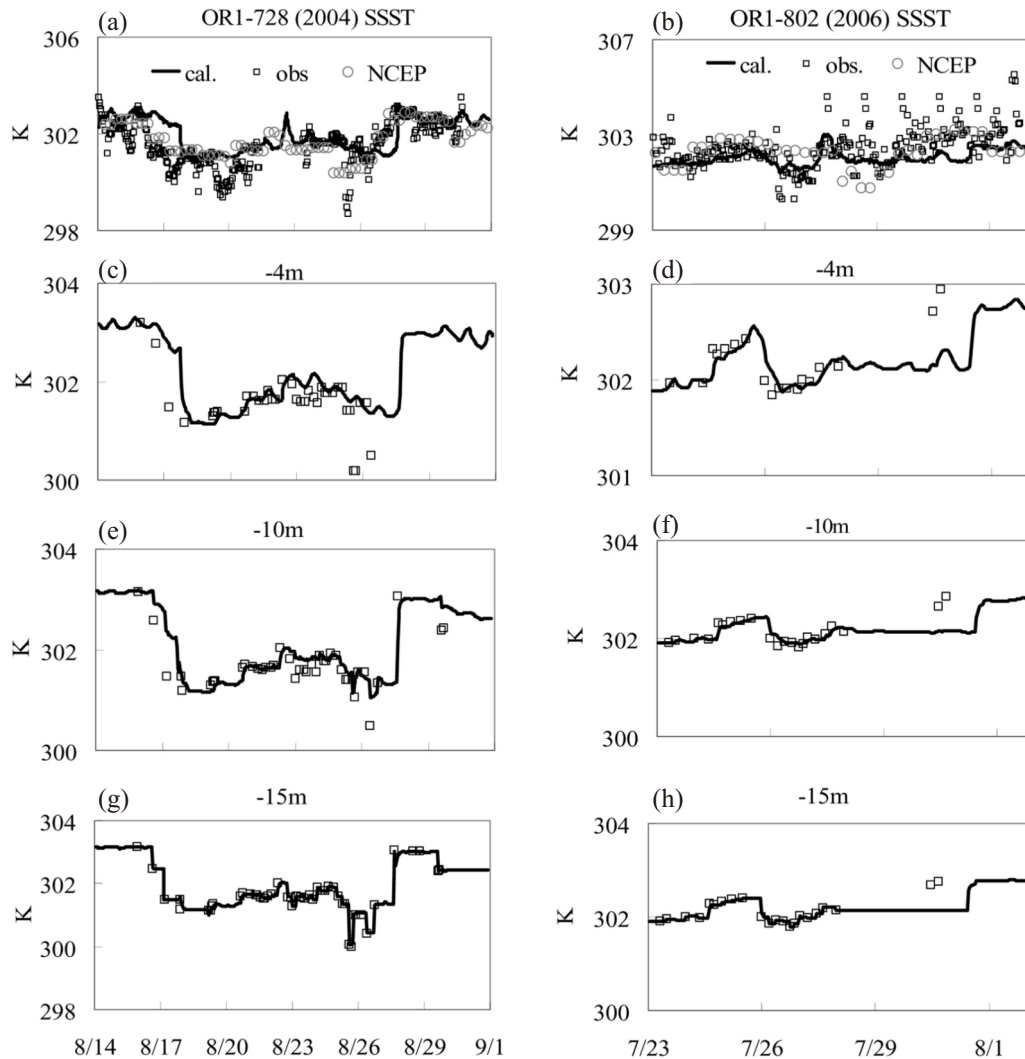 (a) OR1-728 (2004) SSST
306
cal. obs NCEP
K
302
298
(b) OR1-802 (2006) SSST
307
cal. obs. NCEP
K
303
299
(c) -4m
304
K
302
300
(d) -4m
303
K
302
301
(e) -10m
304
K
302
300
(f) -10m
304
K
302
300
(g) -15m
304
K
302
300
298
8/14 8/17 8/20 8/23 8/26 8/29 9/1
(h) -15m
304
K
302
300
7/23 7/26 7/29 8/1